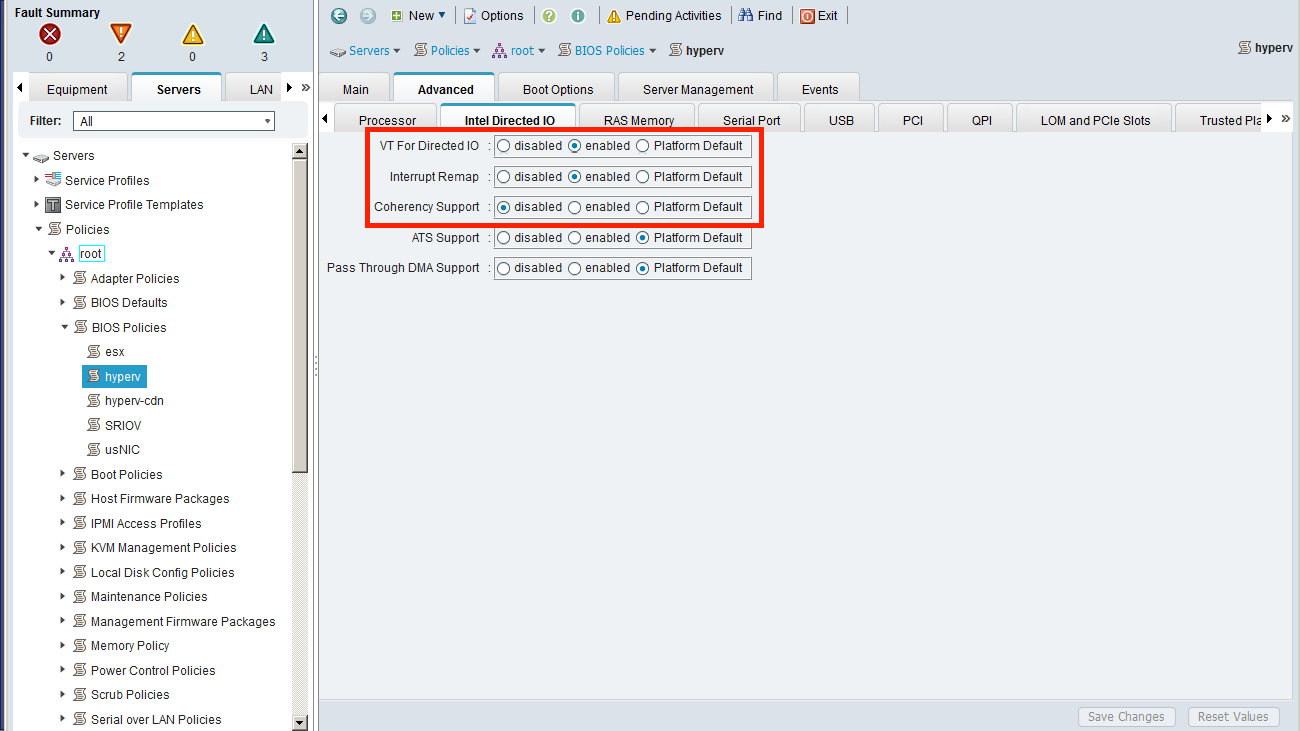 Fault Summary
0 2 0 3
New Options ? i Pending Activities Find Exit
Servers Policies root BIOS Policies hyperv
hyperv
Equipment Servers LAN »
Filter: All
Servers
Service Profiles
Service Profile Templates
Policies
root
Adapter Policies
BIOS Defaults
BIOS Policies
esx
hyperv
hyperv-cdn
SRIOV
usNIC
Boot Policies
Host Firmware Packages
IPMI Access Profiles
KVM Management Policies
Local Disk Config Policies
Maintenance Policies
Management Firmware Packages
Memory Policy
Power Control Policies
Scrub Policies
Serial over LAN Policies
Main Advanced Boot Options Server Management Events
Processor Intel Directed IO RAS Memory Serial Port USB PCI QPI LOM and PCIe Slots Trusted Pla »
VT For Directed IO : disabled enabled Platform Default
Interrupt Remap : disabled enabled Platform Default
Coherency Support : disabled enabled Platform Default
ATS Support : disabled enabled Platform Default
Pass Through DMA Support : disabled enabled Platform Default
Save Changes Reset Values